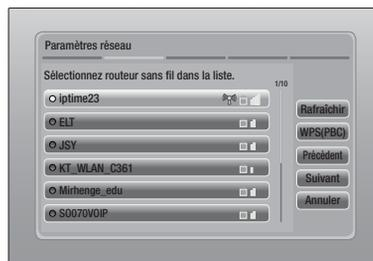 Paramètres réseau
Sélectionnez routeur sans fil dans la liste.
1/10
iptime23
ELT
JSY
KT_WLAN_C361
Mirhenge_edu
SO070VOIP
Rafraîchir
WPS(PBC)
Précédent
Suivant
Annuler